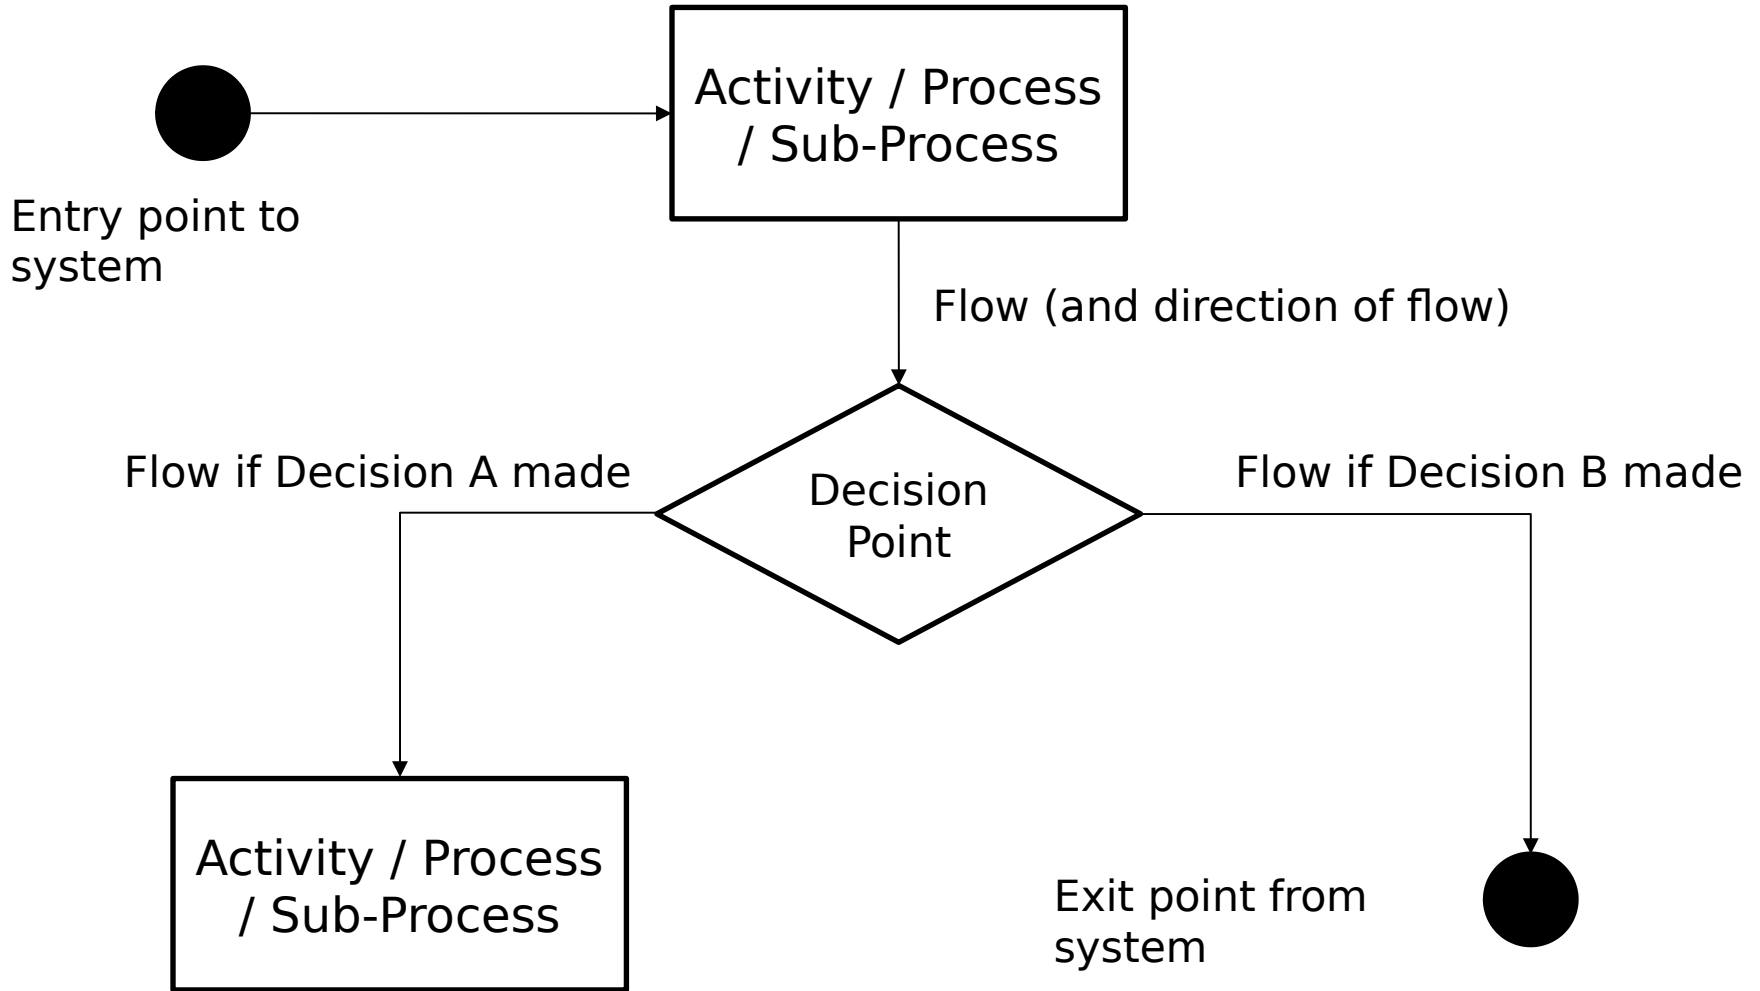 Activity / Process
/ Sub-Process
Entry point to
system
Flow (and direction of flow)
Flow if Decision A made
Decision
Point
Flow if Decision B made
Activity / Process
/ Sub-Process
Exit point from
system